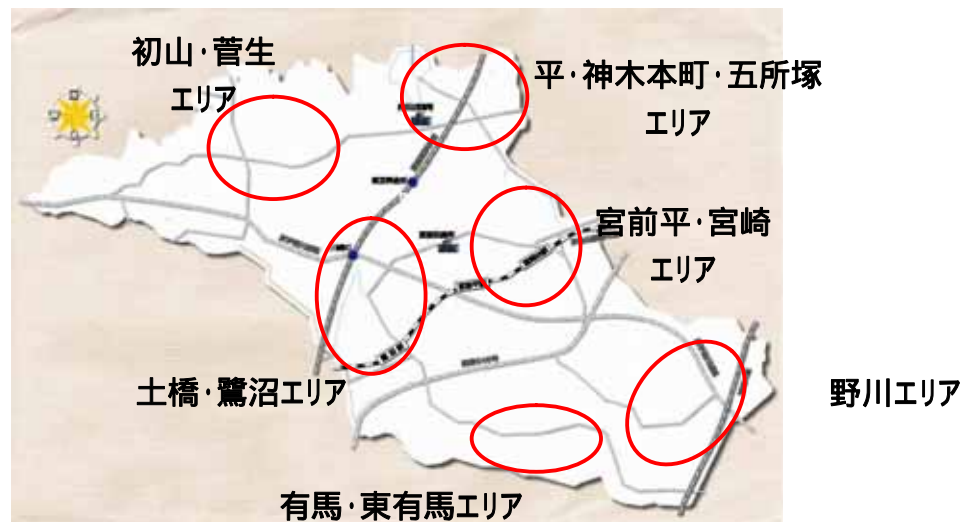 初山・菅生
エリア
平・神木本町・五所塚
エリア
宮前平・宮崎
エリア
土橋・鷺沼エリア
野川エリア
有馬・東有馬エリア